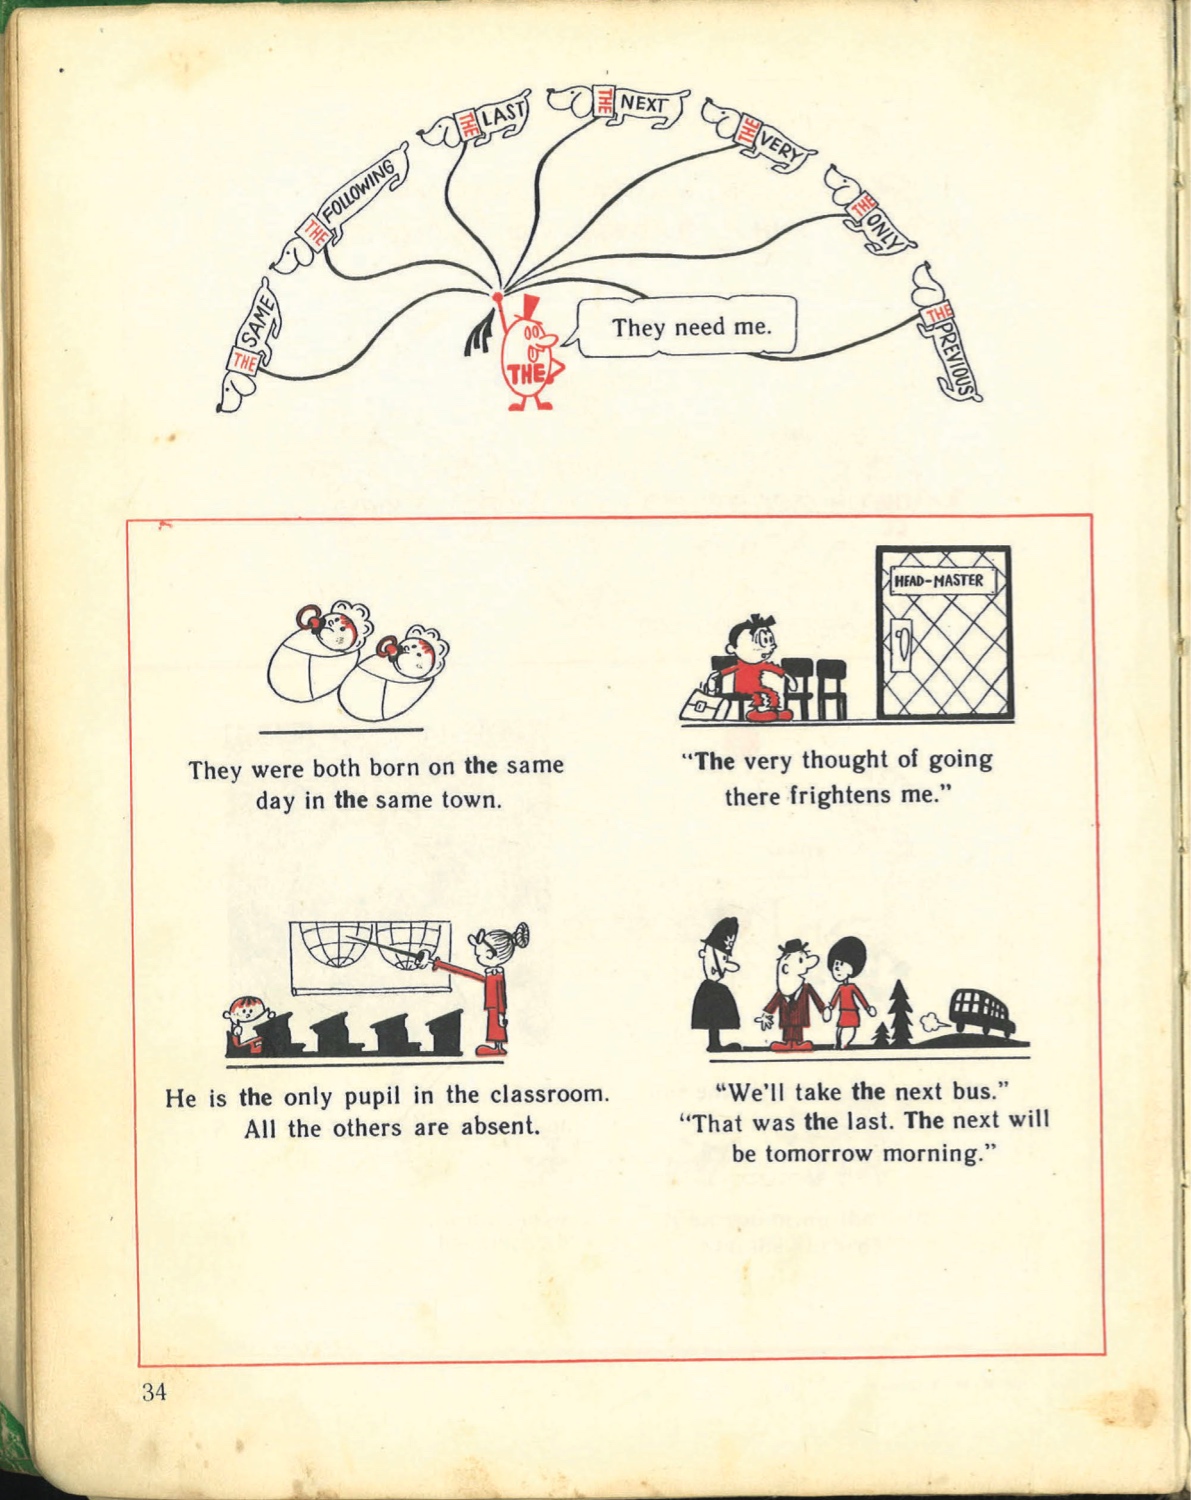 THE SAME
THE FOLLOWING
THE LAST
THE NEXT
THE VERY
THE ONLY
THE PREVIOUS
They need me.
THE
HEAD-MASTER
They were both born on the same
day in the same town.
“The very thought of going
there frightens me.”
He is the only pupil in the classroom.
All the others are absent.
“We'll take the next bus.”
“That was the last. The next will
be tomorrow morning.”
34